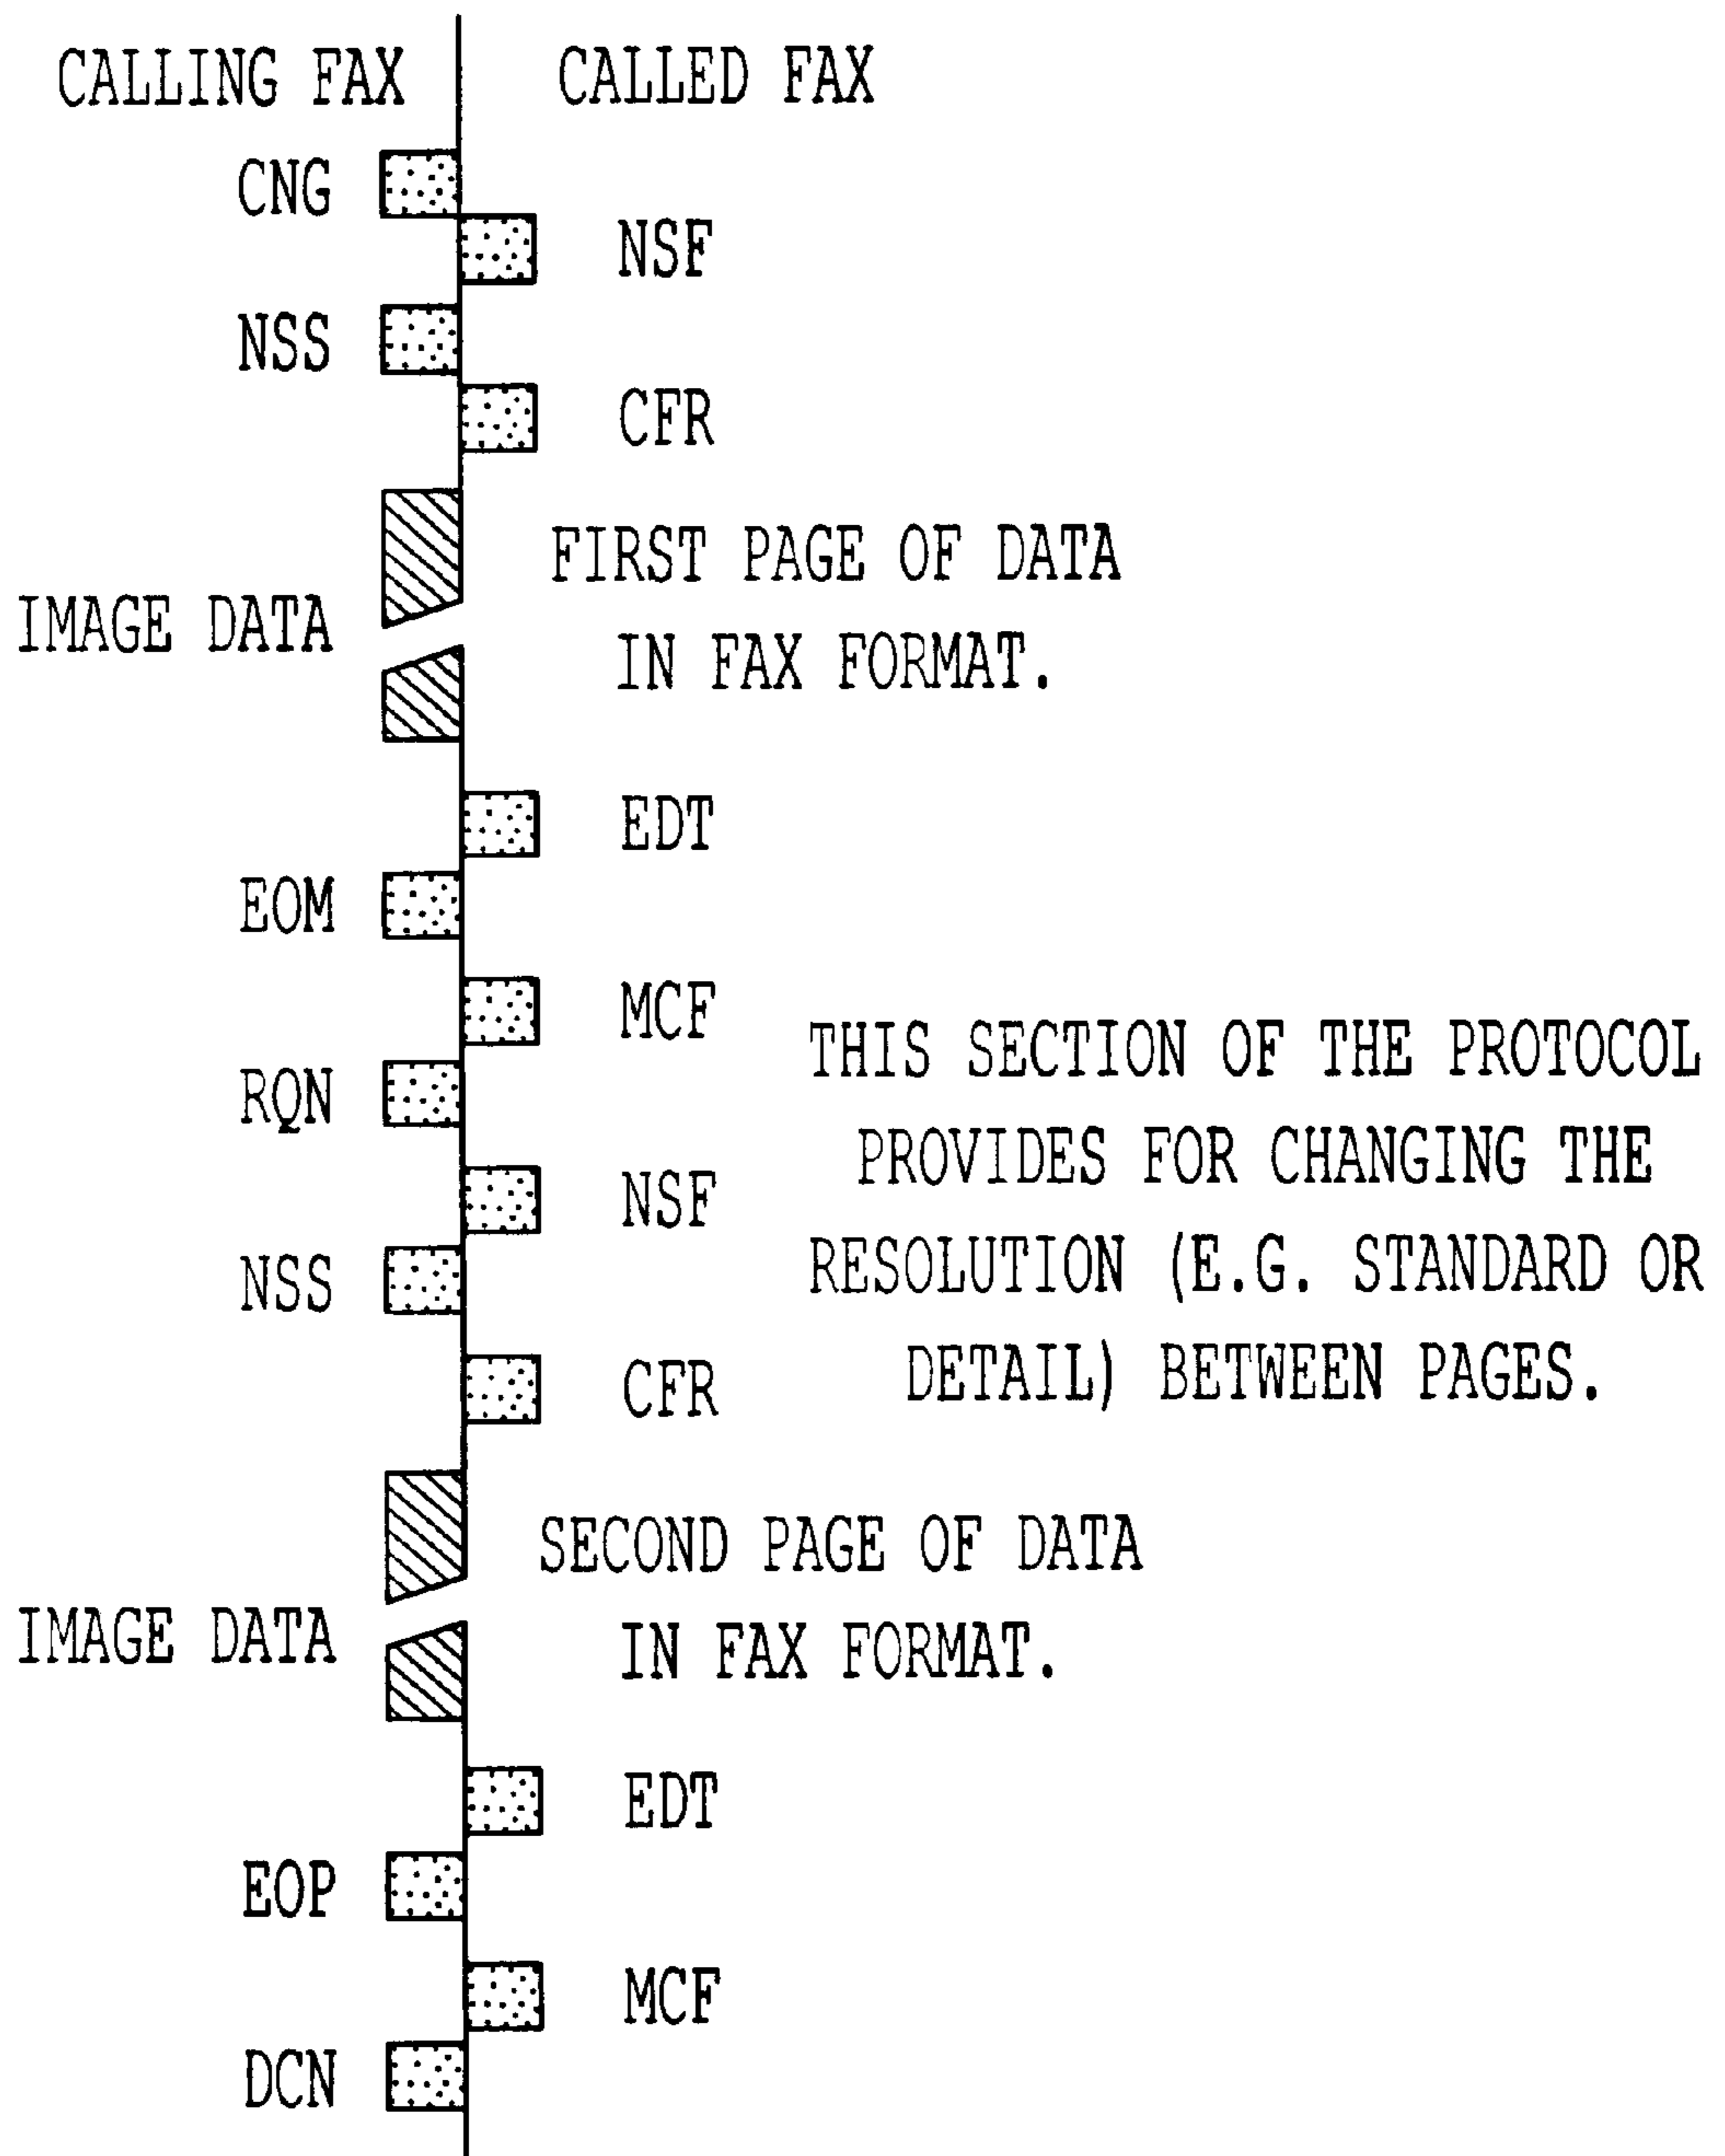 CALLING FAX
CALLED FAX
CNG
NSF
NSS
CFR
FIRST PAGE OF DATA
IMAGE DATA
IN FAX FORMAT.
EDT
EOM
MCF
THIS SECTION OF THE PROTOCOL
RQN
PROVIDES FOR CHANGING THE
NSF
NSS
RESOLUTION (E.G. STANDARD OR
CFR
DETAIL) BETWEEN PAGES.
SECOND PAGE OF DATA
IMAGE DATA
IN FAX FORMAT.
EDT
EOP
MCF
DCN